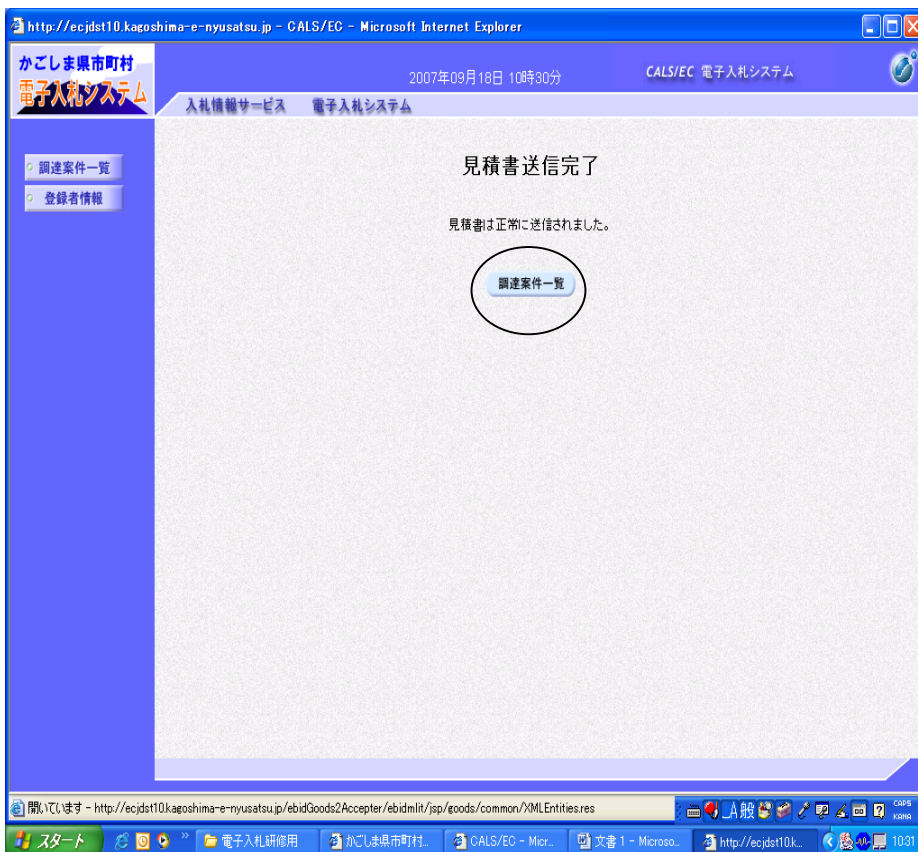 http://ecjdst10.kagoshima-e-nyusatsu.jp - CALS/EC - Microsoft Internet Explorer
かごしま県市町村
電子入札システム
2007年09月18日 10時30分
CALS/EC 電子入札システム
入札情報サービス 電子入札システム
調達案件一覧
登録者情報
見積書送信完了
見積書は正常に送信されました。
調達案件一覧
開いています - http://ecjdst10.kagoshima-e-nyusatsu.jp/ebidGoods2Accepter/ebidmlit/jsp/goods/common/XMLEntities.res
A般
CAPS
KANA
スタート
電子入札研修用
かごしま県市町村...
CALS/EC - Micr...
文書 1 - Microso...
http://ecjdst10.k...
10:31